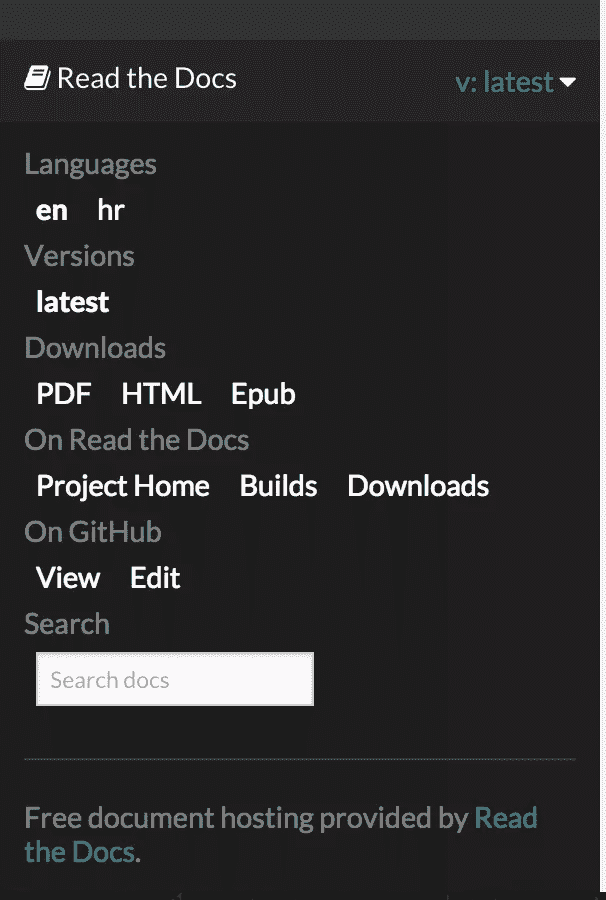 Read the Docs v: latest
Languages
en hr
Versions
latest
Downloads
PDF HTML Epub
On Read the Docs
Project Home Builds Downloads
On GitHub
View Edit
Search
Search docs
Free document hosting provided by Read
the Docs.